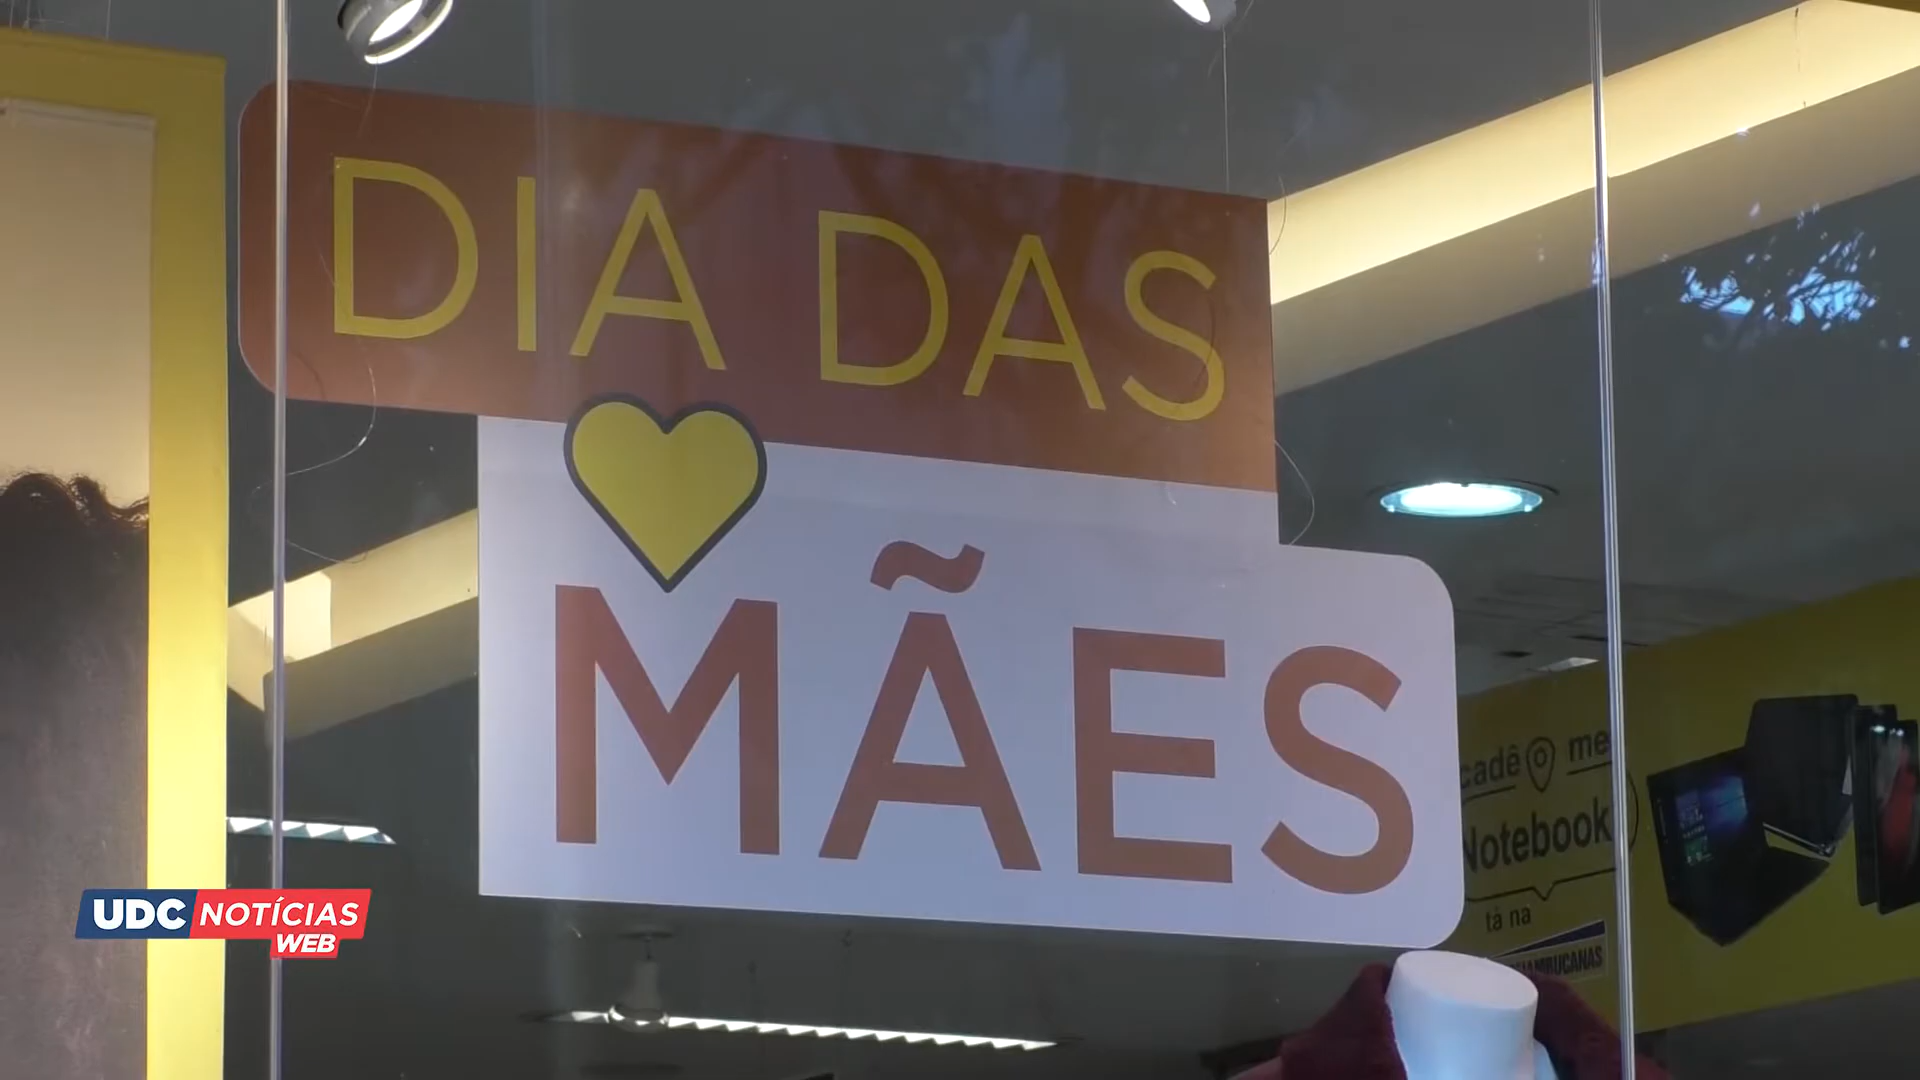 DIA DAS
MÃES
cadê
Notebook
tá na
UDC NOTÍCIAS
WEB